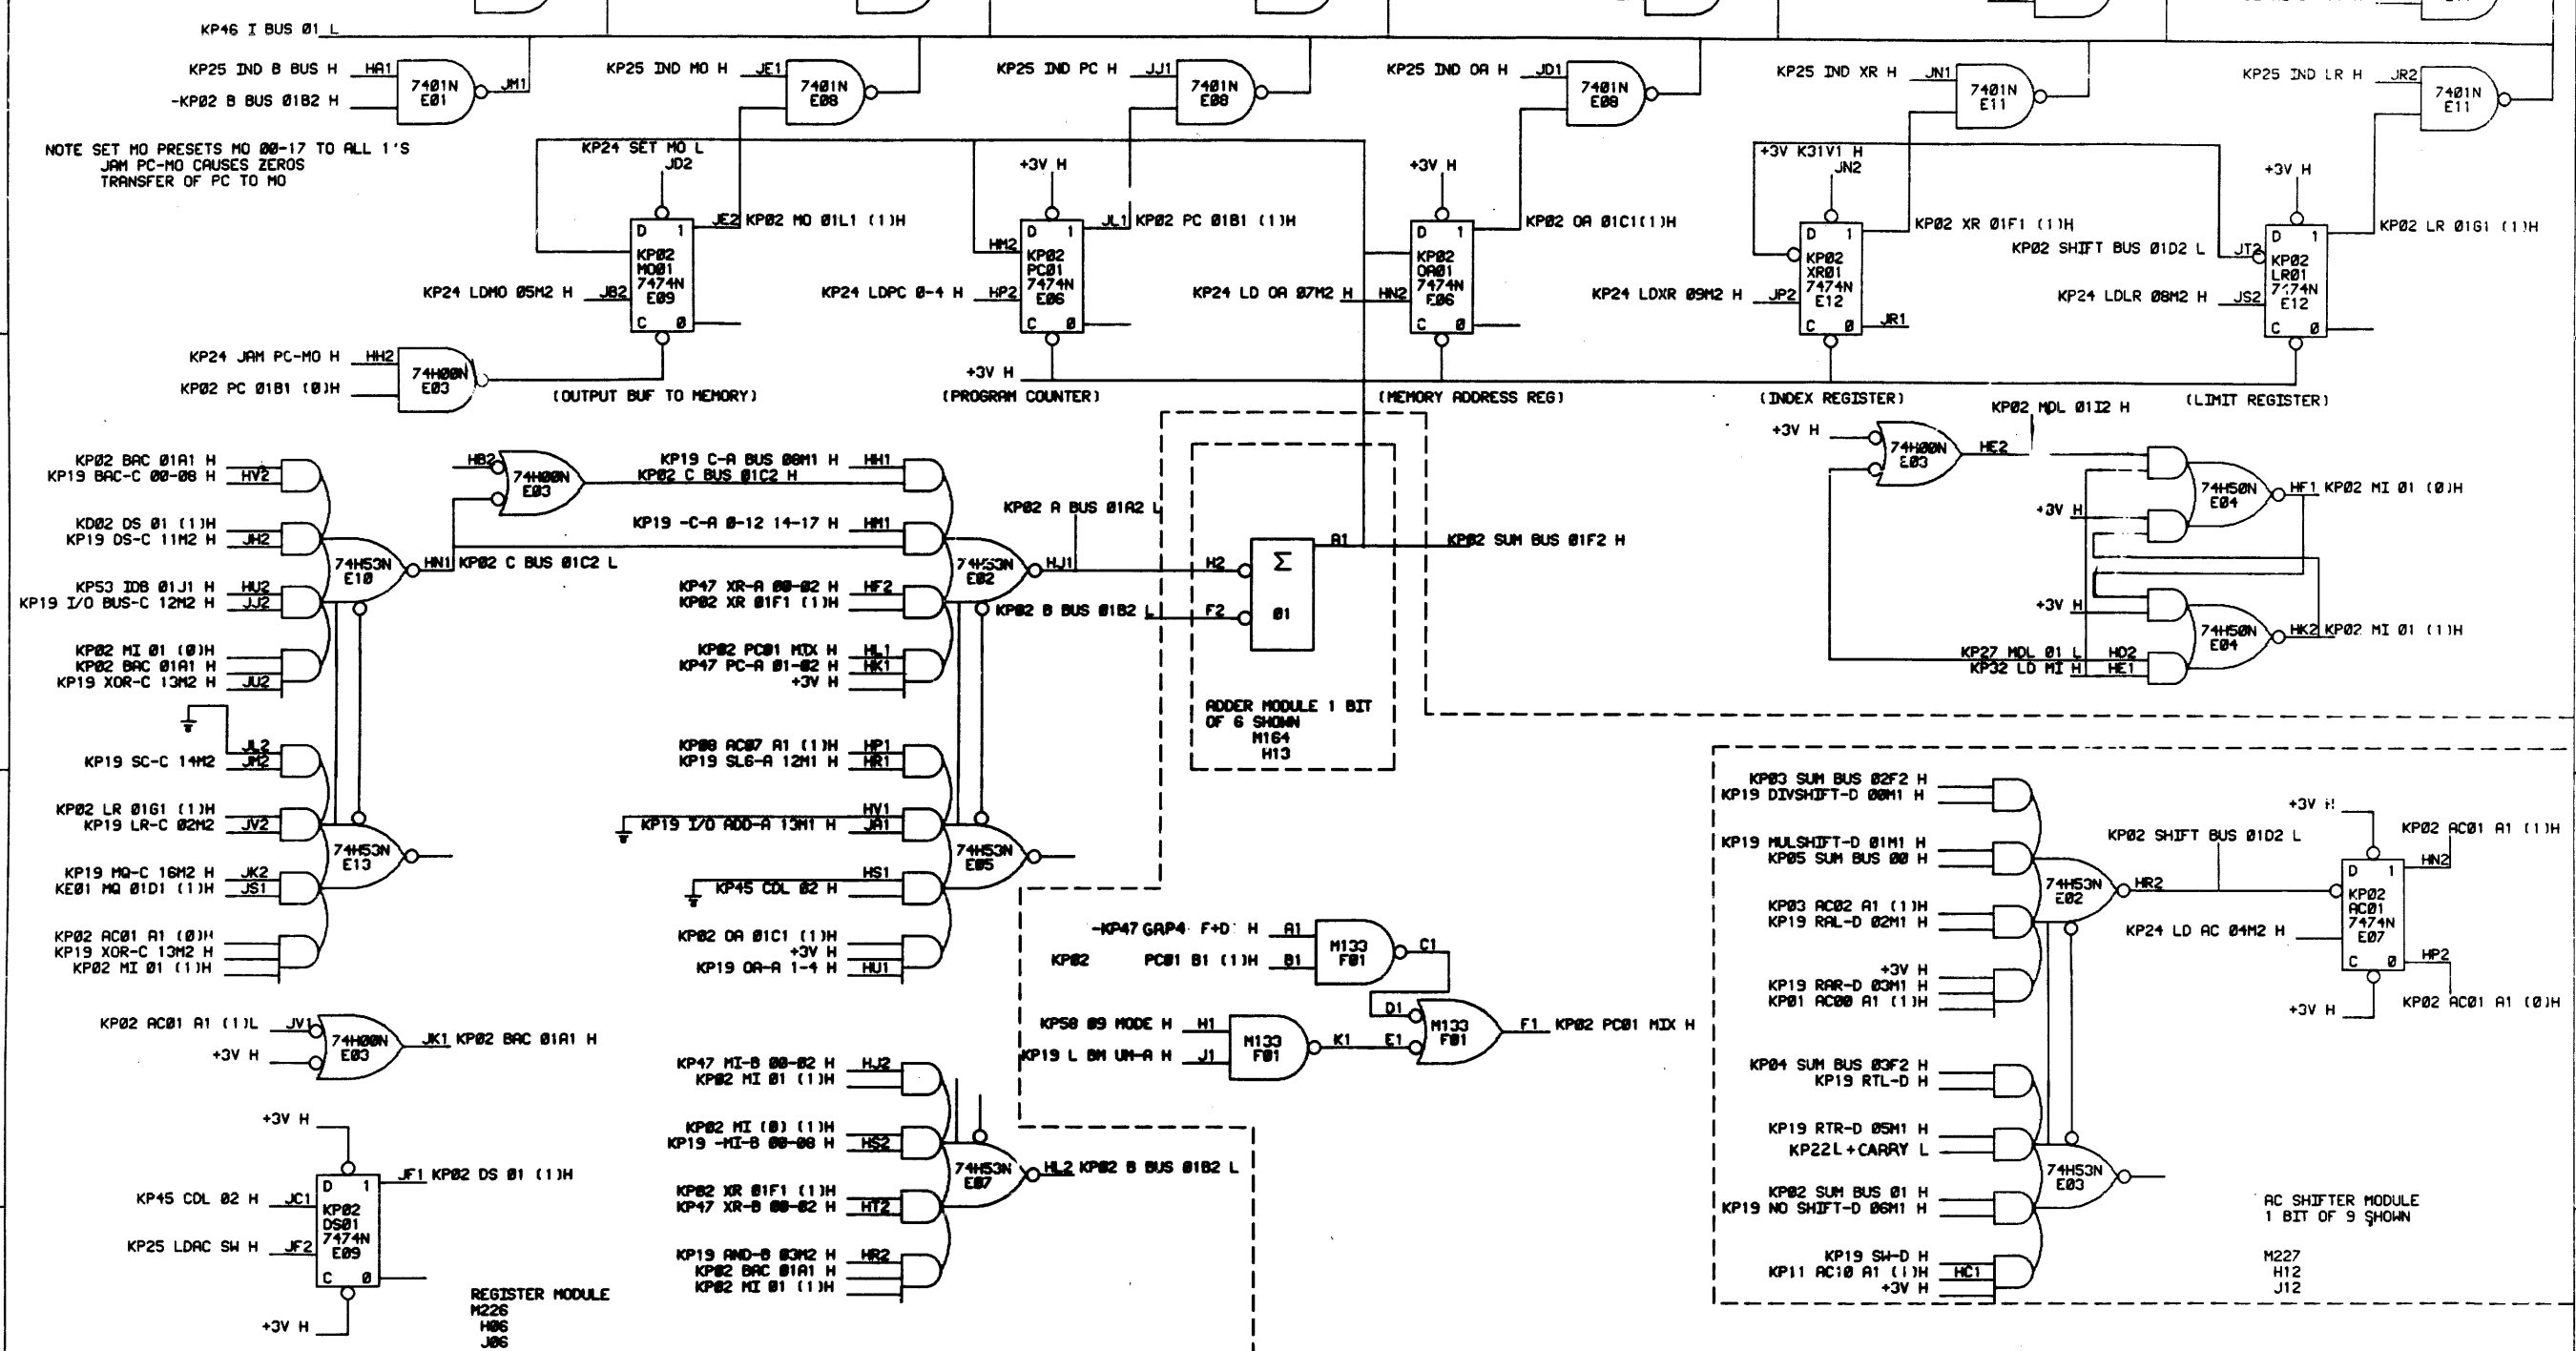 KP46 I BUS 01 L
KP25 IND B BUS H HA1
-KP02 B BUS 01B2 H
7401N
E01
JM1
KP25 IND MO H JE1
7401N
E08
KP25 IND PC H JJ1
7401N
E08
KP25 IND OA H JD1
7401N
E08
KP25 IND XR H JN1
7401N
E11
KP25 IND LR H JR2
7401N
E11
NOTE SET MO PRESETS MO 00-17 TO ALL 1'S
JAM PC-MO CAUSES ZEROS
TRANSFER OF PC TO MO
KP24 SET MO L
JD2
D 1
KP02
MO01
7474N
E09
C 0
JE2 KP02 MO 01L1 (1)H
KP24 LDMO 05M2 H JB2
+3V H
HM2
D 1
KP02
PC01
7474N
E06
C 0
JL1 KP02 PC 01B1 (1)H
KP24 LDPC 0-4 H HP2
+3V H
D 1
KP02
OA01
7474N
E06
C 0
KP02 OA 01C1(1)H
KP24 LD OA 07M2 H HN2
+3V K31V1 H
JN2
D 1
KP02
XR01
7474N
E12
C 0
KP02 XR 01F1 (1)H
KP24 LDXR 09M2 H JP2
JR1
+3V H
KP02 SHIFT BUS 01D2 L JT2
D 1
KP02
LR01
7474N
E12
C 0
KP02 LR 01G1 (1)H
KP24 LDLR 08M2 H JS2
KP24 JAM PC-MO H HH2
KP02 PC 01B1 (0)H
74H00N
E03
+3V H
(OUTPUT BUF TO MEMORY)
(PROGRAM COUNTER)
(MEMORY ADDRESS REG)
(INDEX REGISTER)
(LIMIT REGISTER)
KP02 BAC 01A1 H
KP19 BAC-C 00-08 H HV2
KD02 DS 01 (1)H
KP19 DS-C 11M2 H JH2
KP53 IDB 01J1 H HU2
KP19 I/O BUS-C 12M2 H JJ2
KP02 MI 01 (0)H
KP02 BAC 01A1 H
KP19 XOR-C 13M2 H JU2
74H53N
E10
HN1 KP02 C BUS 01C2 L
HB2
74H00N
E03
JL2
KP19 SC-C 14M2 JM2
KP02 LR 01G1 (1)H
KP19 LR-C 02M2 JV2
KP19 MQ-C 16M2 H JK2
KE01 MQ 01D1 (1)H JS1
KP02 AC01 A1 (0)H
KP19 XOR-C 13M2 H
KP02 MI 01 (1)H
74H53N
E13
KP19 C-A BUS 08M1 H HH1
KP02 C BUS 01C2 H
KP19 -C-A 0-12 14-17 H HM1
KP47 XR-A 00-02 H HF2
KP02 XR 01F1 (1)H
KP02 PC01 MIX H HL1
KP47 PC-A 01-02 H HK1
+3V H
74H53N
E02
HJ1
KP02 A BUS 01A2 L
KP02 B BUS 01B2 L
H2
F2
Σ
01
A1
KP02 SUM BUS 01F2 H
ADDER MODULE 1 BIT
OF 6 SHOWN
M164
H13
KP08 AC07 A1 (1)H HP1
KP19 SL6-A 12M1 H HR1
HV1
KP19 I/O ADD-A 13M1 H JA1
HS1
KP45 CDL 02 H
KP02 OA 01C1 (1)H
+3V H
KP19 OA-A 1-4 H HU1
74H53N
E05
KP02 MDL 01I2 H
+3V H
74H00N
E03
HE2
74H50N
E04
HF1 KP02 MI 01 (0)H
+3V H
+3V H
74H50N
E04
HK2 KP02 MI 01 (1)H
KP27 MDL 01 L HD2
KP32 LD MI H HE1
KP03 SUM BUS 02F2 H
KP19 DIVSHIFT-D 00M1 H
KP19 MULSHIFT-D 01M1 H
KP05 SUM BUS 00 H
KP03 AC02 A1 (1)H
KP19 RAL-D 02M1 H
+3V H
KP19 RAR-D 03M1 H
KP01 AC00 A1 (1)H
74H53N
E02
HR2
KP02 SHIFT BUS 01D2 L
+3V H
D 1
KP02
AC01
7474N
E07
C 0
KP02 AC01 A1 (1)H
HN2
KP24 LD AC 04M2 H
HP2
KP02 AC01 A1 (0)H
+3V H
KP04 SUM BUS 03F2 H
KP19 RTL-D H
KP19 RTR-D 05M1 H
KP22L+CARRY L
KP02 SUM BUS 01 H
KP19 NO SHIFT-D 06M1 H
KP19 SW-D H
KP11 AC10 A1 (1)H HC1
+3V H
74H53N
E03
AC SHIFTER MODULE
1 BIT OF 9 SHOWN
M227
H12
J12
-KP47 GRP4 F+D H A1
KP02 PC01 B1 (1)H B1
M133
F01
C1
KP58 09 MODE H H1
KP19 L BM UM-A H J1
M133
F01
K1
D1
E1
M133
F01
F1 KP02 PC01 MIX H
KP02 AC01 A1 (1)L JV1
+3V H
74H00N
E03
JK1 KP02 BAC 01A1 H
+3V H
D 1
KP02
DS01
7474N
E09
C 0
JF1 KP02 DS 01 (1)H
KP45 CDL 02 H JC1
KP25 LDAC SW H JF2
+3V H
REGISTER MODULE
M226
H06
J06
KP47 MI-B 00-02 H HJ2
KP02 MI 01 (1)H
KP02 MI (0) (1)H
KP19 -MI-B 00-08 H HS2
KP02 XR 01F1 (1)H
KP47 XR-B 00-02 H HT2
KP19 AND-B 03M2 H HR2
KP02 BAC 01A1 H
KP02 MI 01 (1)H
74H53N
E07
HL2 KP02 B BUS 01B2 L